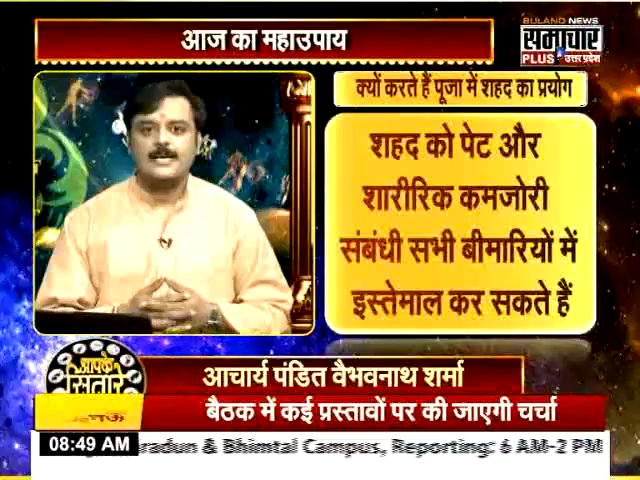 आज का महाउपाय
BULAND NEWS
समाचार
PLUS उत्तर प्रदेश
क्यों करते हैं पूजा में शहद का प्रयोग
शहद को पेट और
शारीरिक कमजोरी
संबंधी सभी बीमारियों में
इस्तेमाल कर सकते हैं
आपके
सितारे
आचार्य पंडित वैभवनाथ शर्मा
बैठक में कई प्रस्तावों पर की जाएगी चर्चा
08:49 AM
& Bhimtal Campus, Reporting: 6 AM-2 PM